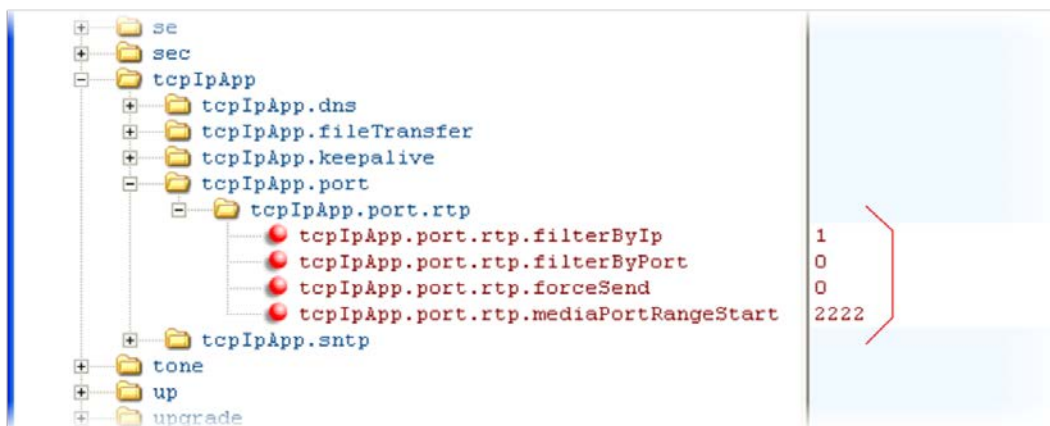 se
sec
tcpIpApp
tcpIpApp.dns
tcpIpApp.fileTransfer
tcpIpApp.keepalive
tcpIpApp.port
tcpIpApp.port.rtp
tcpIpApp.port.rtp.filterByIp 1
tcpIpApp.port.rtp.filterByPort 0
tcpIpApp.port.rtp.forceSend 0
tcpIpApp.port.rtp.mediaPortRangeStart 2222
tcpIpApp.sntp
tone
up
upgrade